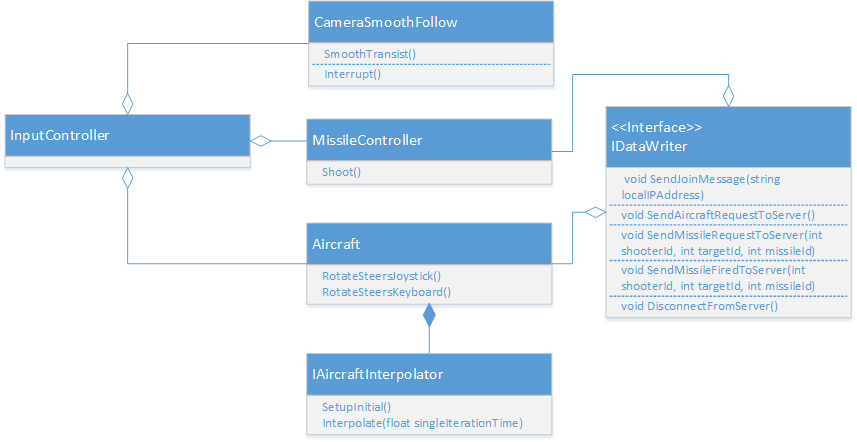 CameraSmoothFollow
SmoothTransist()
Interrupt()
InputController
MissileController
Shoot()
<<Interface>>
IDataWriter
void SendJoinMessage(string
localIPAddress)
void SendAircraftRequestToServer()
void SendMissileRequestToServer(int
shooterId, int targetId, int missileId)
void SendMissileFiredToServer(int
shooterId, int targetId, int missileId)
void DisconnectFromServer()
Aircraft
RotateSteersJoystick()
RotateSteersKeyboard()
IAircraftInterpolator
SetupInitial()
Interpolate(float singleIterationTime)